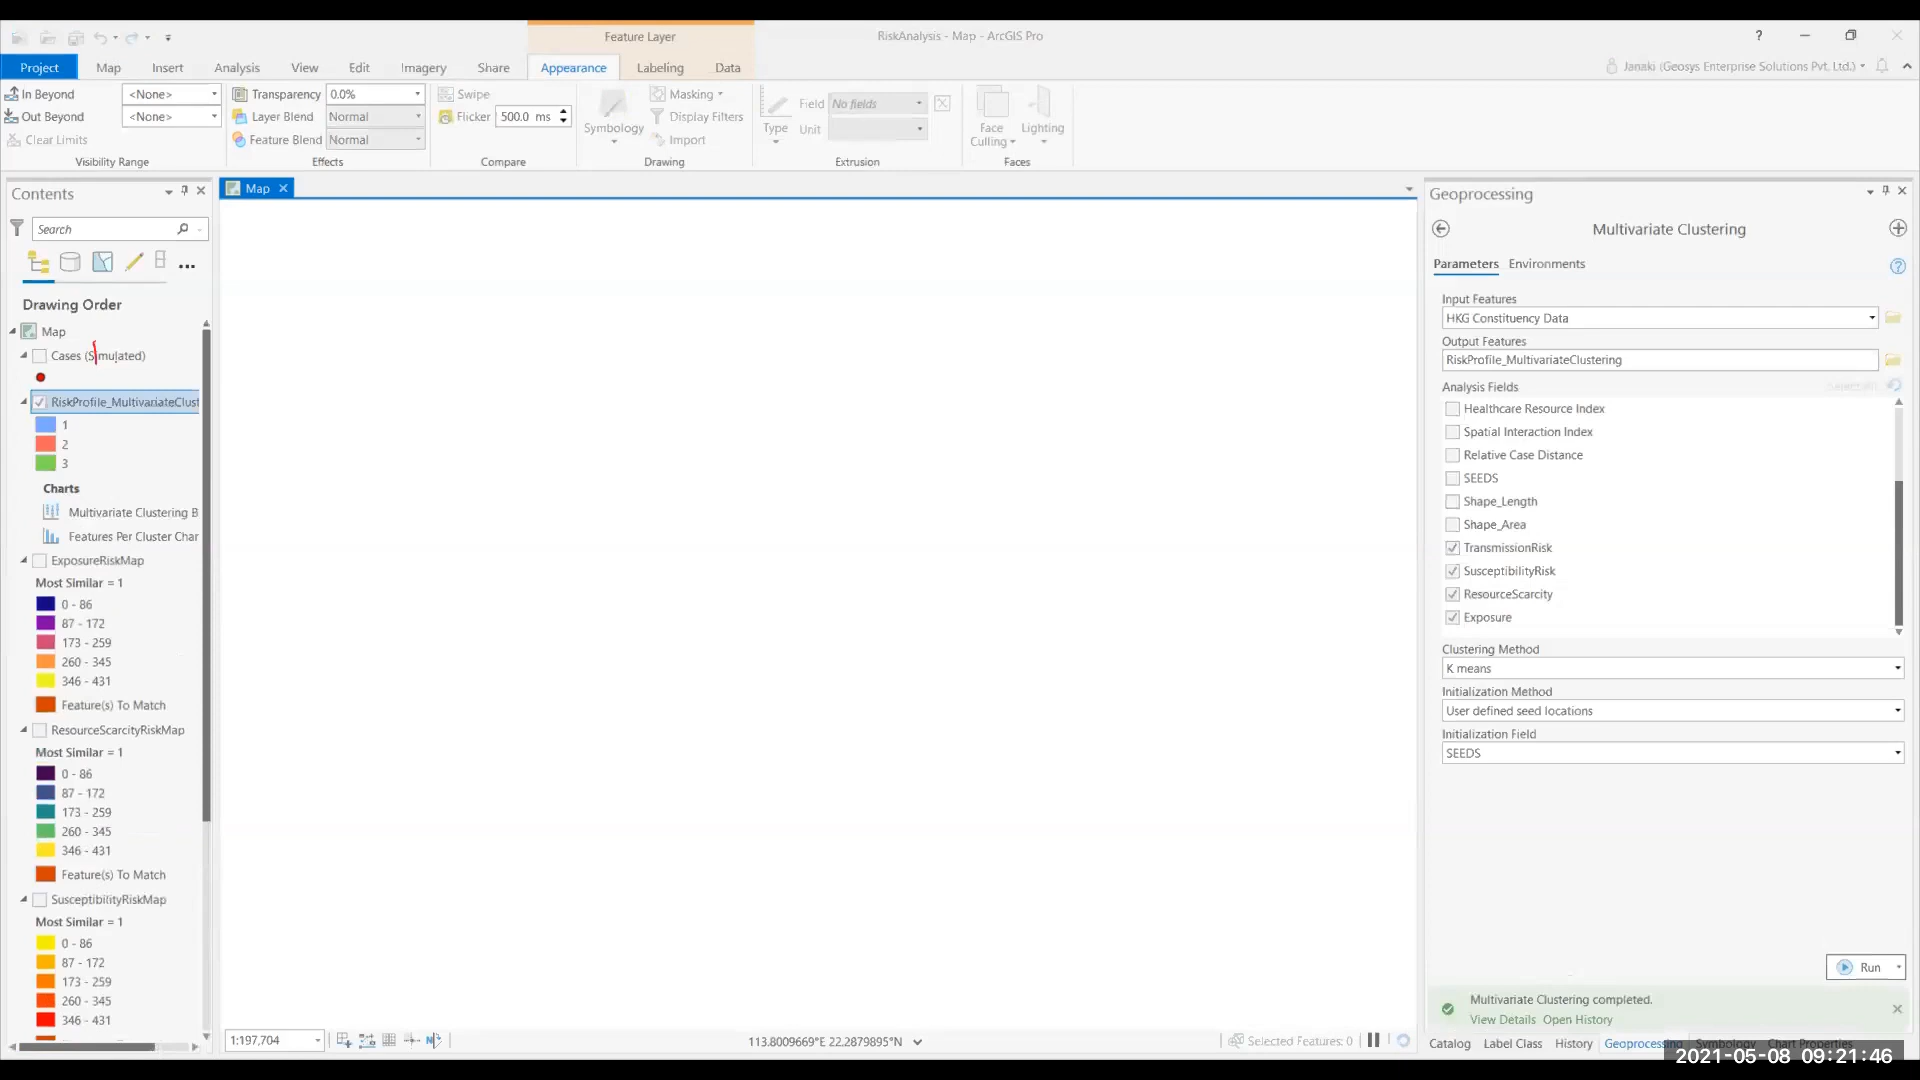 Feature Layer
RiskAnalysis - Map - ArcGIS Pro
?
Project Map Insert Analysis View Edit Imagery Share Appearance Labeling Data
Janaki (Geosys Enterprise Solutions Pvt. Ltd.)
In Beyond <None>
Out Beyond <None>
Clear Limits
Visibility Range
Transparency 0.0%
Layer Blend Normal
Feature Blend Normal
Effects
Swipe
Flicker 500.0 ms
Compare
Symbology
Masking
Display Filters
Import
Drawing
Type
Field No fields
Unit
Extrusion
Face Culling
Lighting
Faces
Contents
Search
Drawing Order
Map
Cases (Simulated)
RiskProfile_MultivariateClust
1
2
3
Charts
Multivariate Clustering B
Features Per Cluster Char
ExposureRiskMap
Most Similar = 1
0 - 86
87 - 172
173 - 259
260 - 345
346 - 431
Feature(s) To Match
ResourceScarcityRiskMap
Most Similar = 1
0 - 86
87 - 172
173 - 259
260 - 345
346 - 431
Feature(s) To Match
SusceptibilityRiskMap
Most Similar = 1
0 - 86
87 - 172
173 - 259
260 - 345
346 - 431
Map
1:197,704
113.8009669°E 22.2879895°N
Selected Features: 0
Geoprocessing
Multivariate Clustering
Parameters Environments
?
Input Features
HKG Constituency Data
Output Features
RiskProfile_MultivariateClustering
Analysis Fields
Healthcare Resource Index
Spatial Interaction Index
Relative Case Distance
SEEDS
Shape_Length
Shape_Area
TransmissionRisk
SusceptibilityRisk
ResourceScarcity
Exposure
Clustering Method
K means
Initialization Method
User defined seed locations
Initialization Field
SEEDS
Run
Multivariate Clustering completed.
View Details Open History
Catalog Label Class History Geoprocessing Symbology Chart Properties
2021-05-08 09:21:46